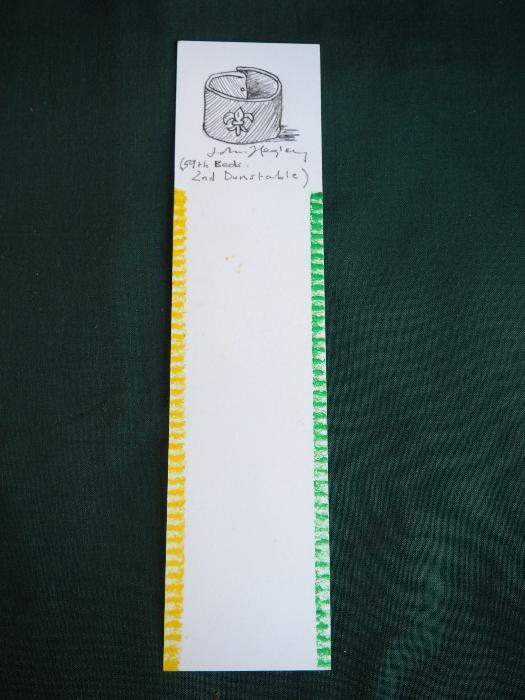 John Hegley
(59th Beds.
2nd Dunstable)